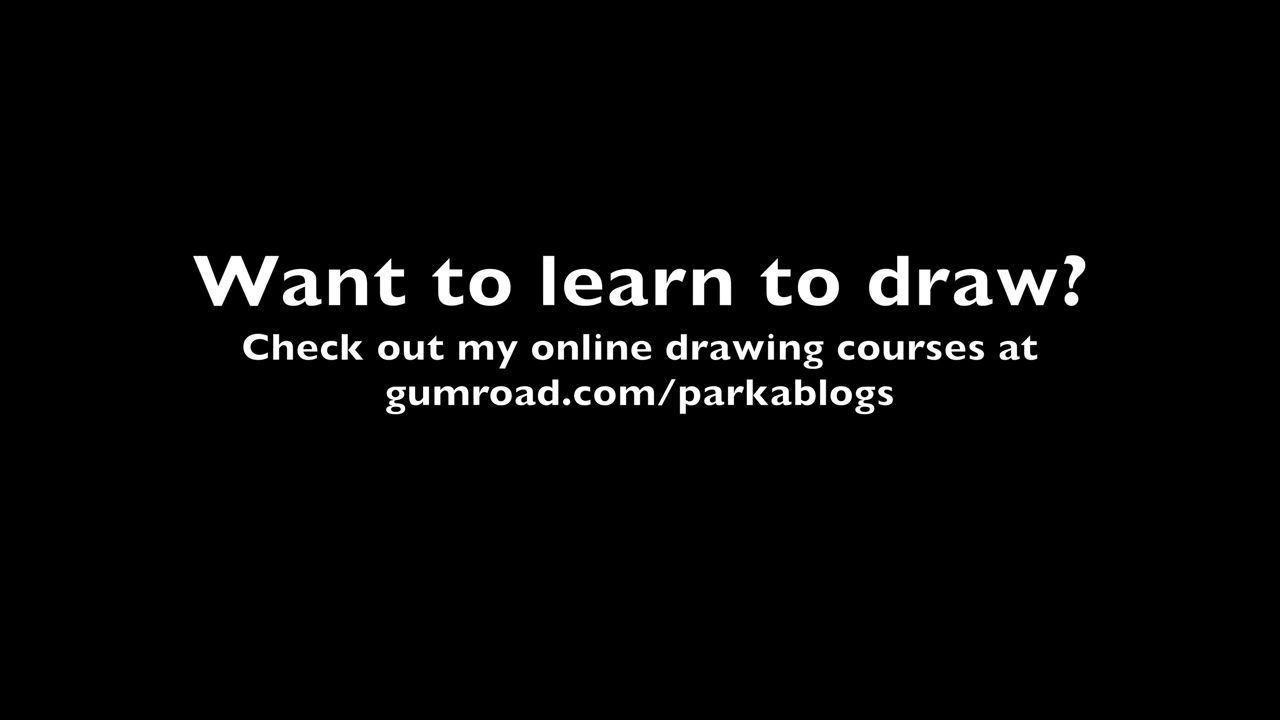 Want to learn to draw?
Check out my online drawing courses at
gumroad.com/parkablogs